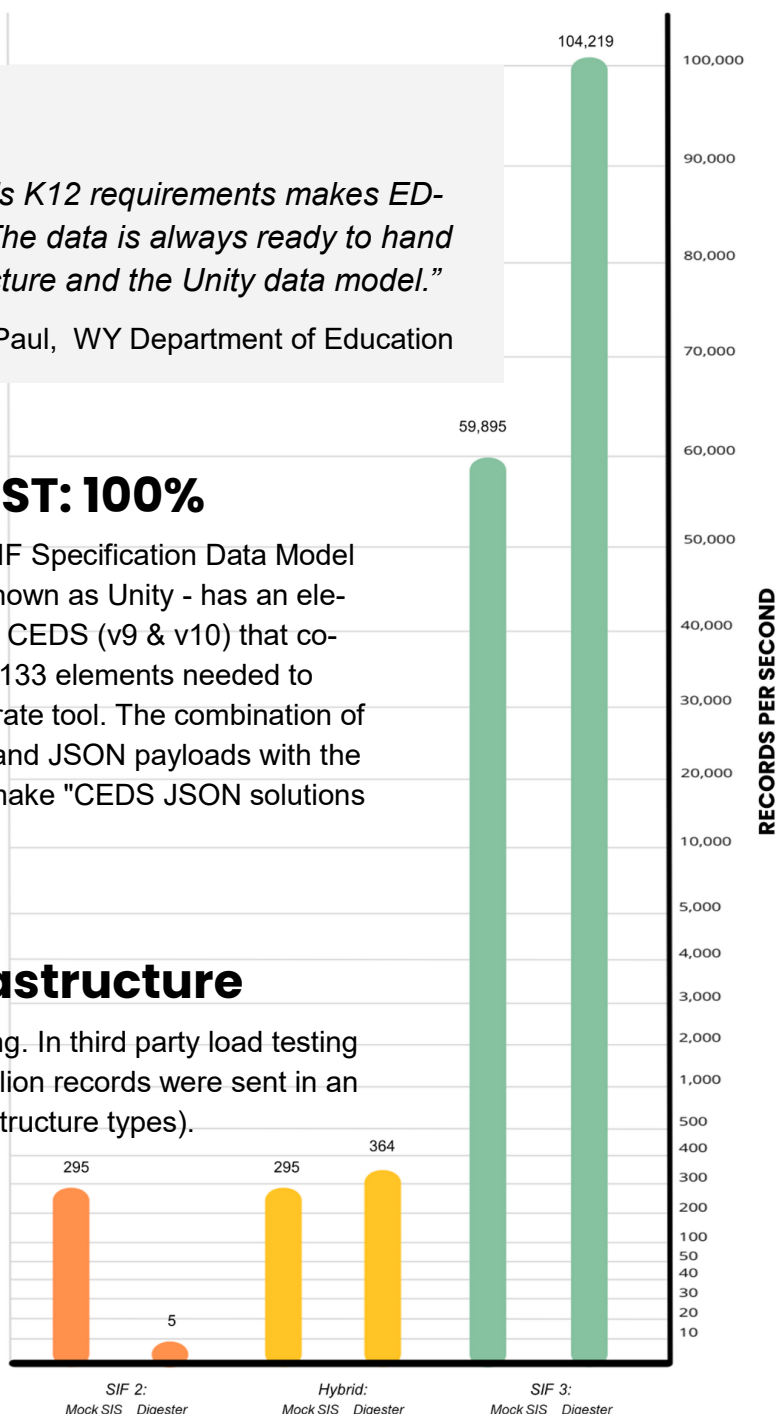 104,219
100,000
90,000
s K12 requirements makes ED-
The data is always ready to hand
80,000
cture and the Unity data model.”
Paul, WY Department of Education
70,000
59,895
60,000
ST: 100%
50,000
IF Specification Data Model
nown as Unity - has an ele-
40,000
CEDS (v9 & v10) that co-
133 elements needed to
30,000
rate tool. The combination of
and JSON payloads with the
20,000
make "CEDS JSON solutions
RECORDS PER SECOND
10,000
5,000
4,000
astructure
3,000
ng. In third party load testing
2,000
lion records were sent in an
1,000
structure types).
500
400
364
295
295
300
200
100
50
40
30
20
5
10
SIF 2:
Mock SIS Digester
Hybrid:
Mock SIS Digester
SIF 3:
Mock SIS Digester